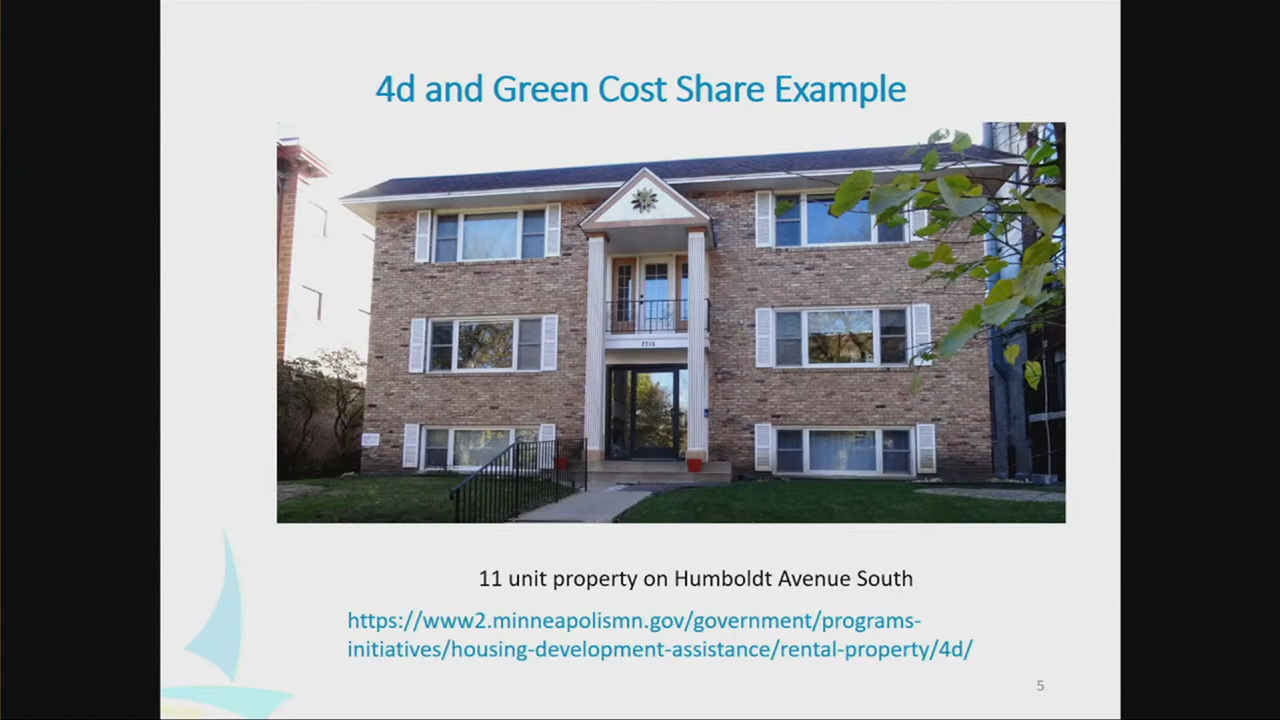 4d and Green Cost Share Example
2715
11 unit property on Humboldt Avenue South
https://www2.minneapolismn.gov/government/programs-
initiatives/housing-development-assistance/rental-property/4d/
5